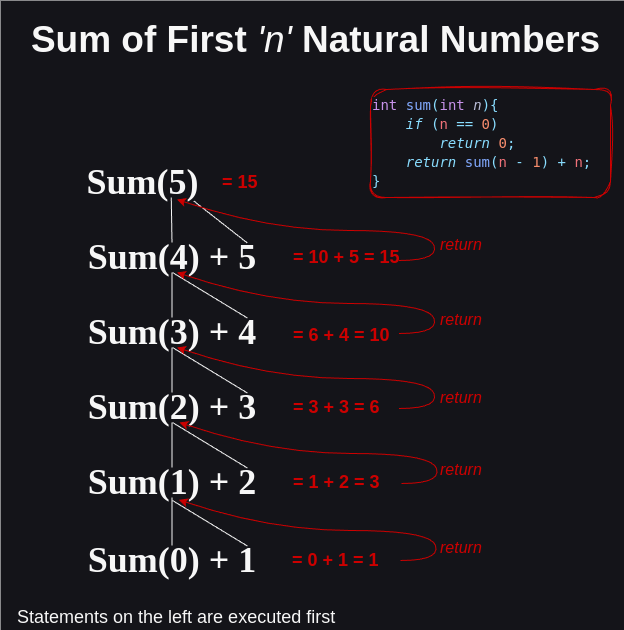 Sum of First 'n' Natural Numbers
int sum(int n){
    if (n == 0)
        return 0;
    return sum(n - 1) + n;
}
Sum(5) = 15
Sum(4) + 5 = 10 + 5 = 15 return
Sum(3) + 4 = 6 + 4 = 10 return
Sum(2) + 3 = 3 + 3 = 6 return
Sum(1) + 2 = 1 + 2 = 3 return
Sum(0) + 1 = 0 + 1 = 1 return
Statements on the left are executed first